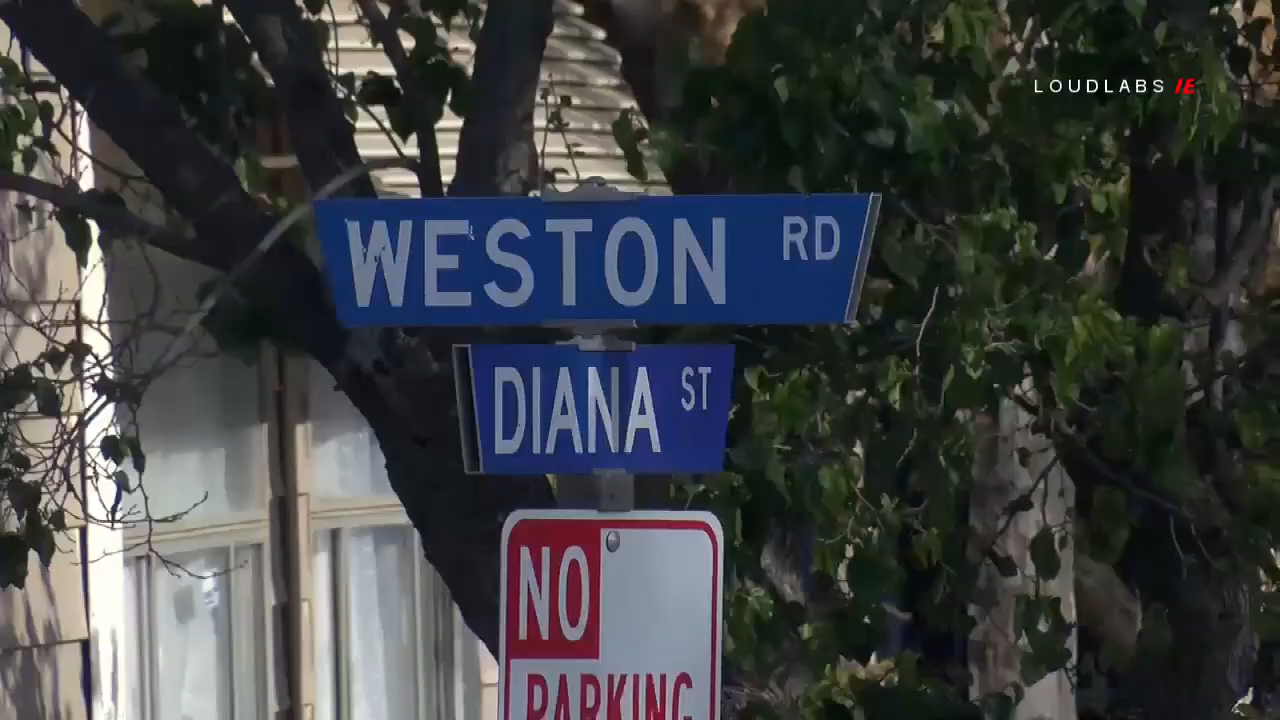 LOUDLABS IE
WESTON RD
DIANA ST
NO
PARKING